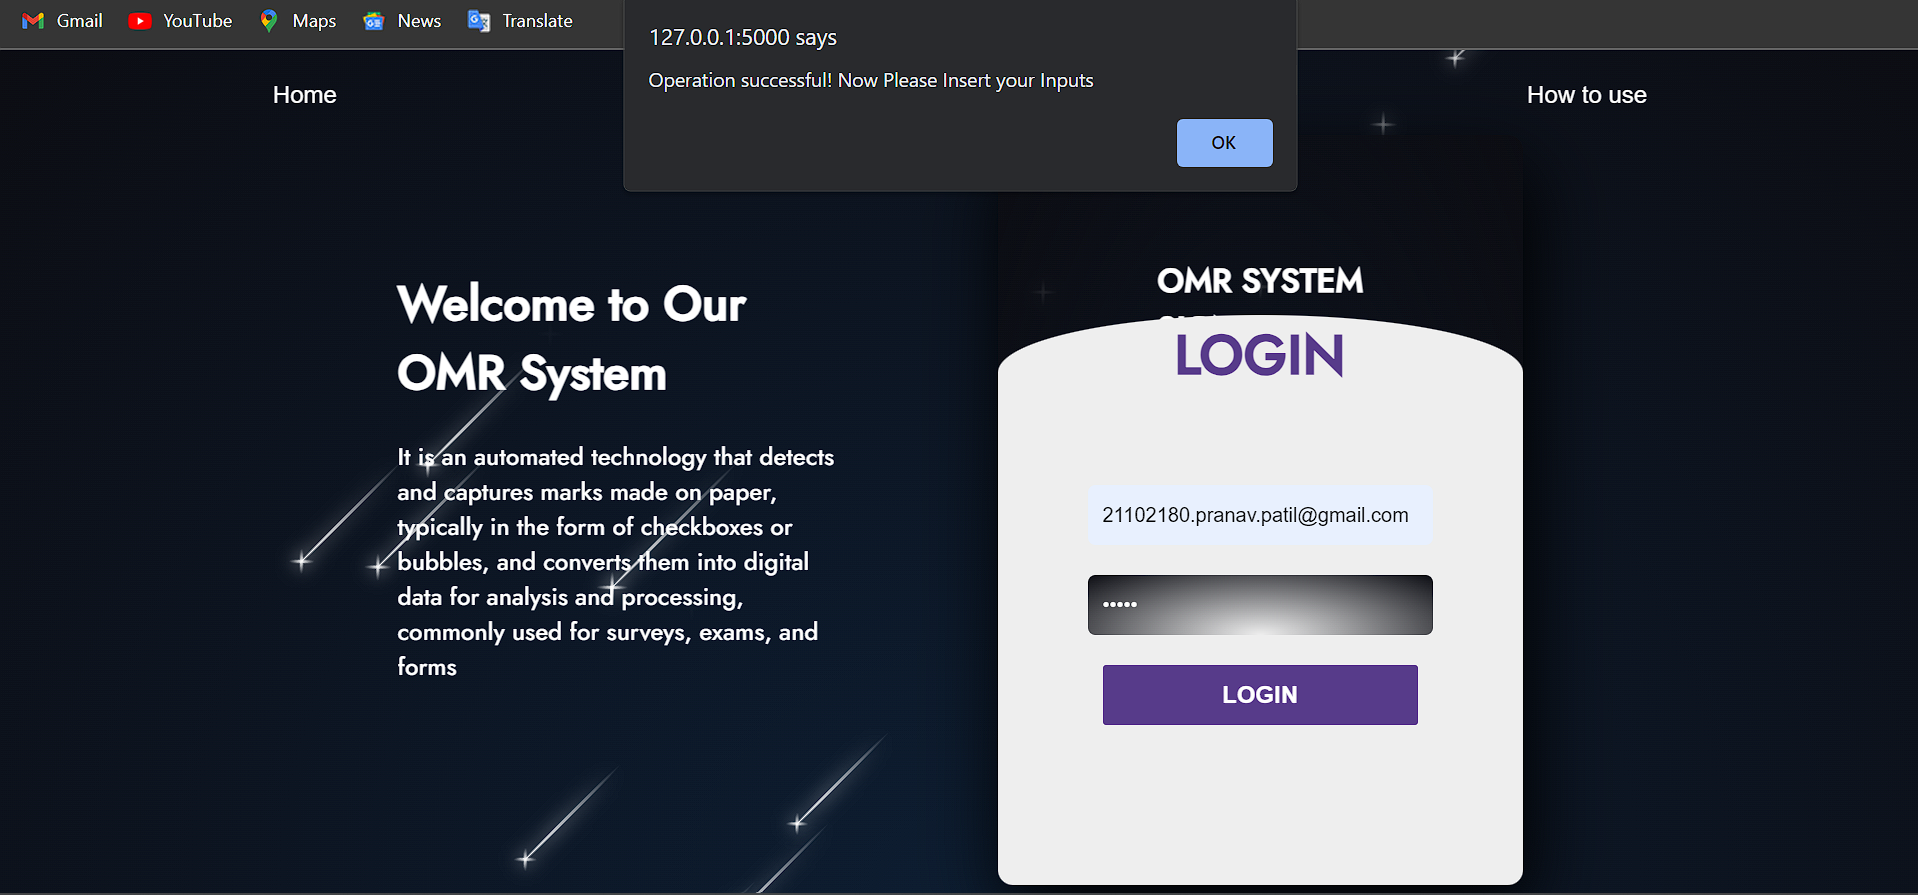 Gmail YouTube Maps News Translate
127.0.0.1:5000 says
Operation successful! Now Please Insert your Inputs
OK
Home
How to use
Welcome to Our
OMR System
It is an automated technology that detects
and captures marks made on paper,
typically in the form of checkboxes or
bubbles, and converts them into digital
data for analysis and processing,
commonly used for surveys, exams, and
forms
OMR SYSTEM
LOGIN
21102180.pranav.patil@gmail.com
•••••
LOGIN